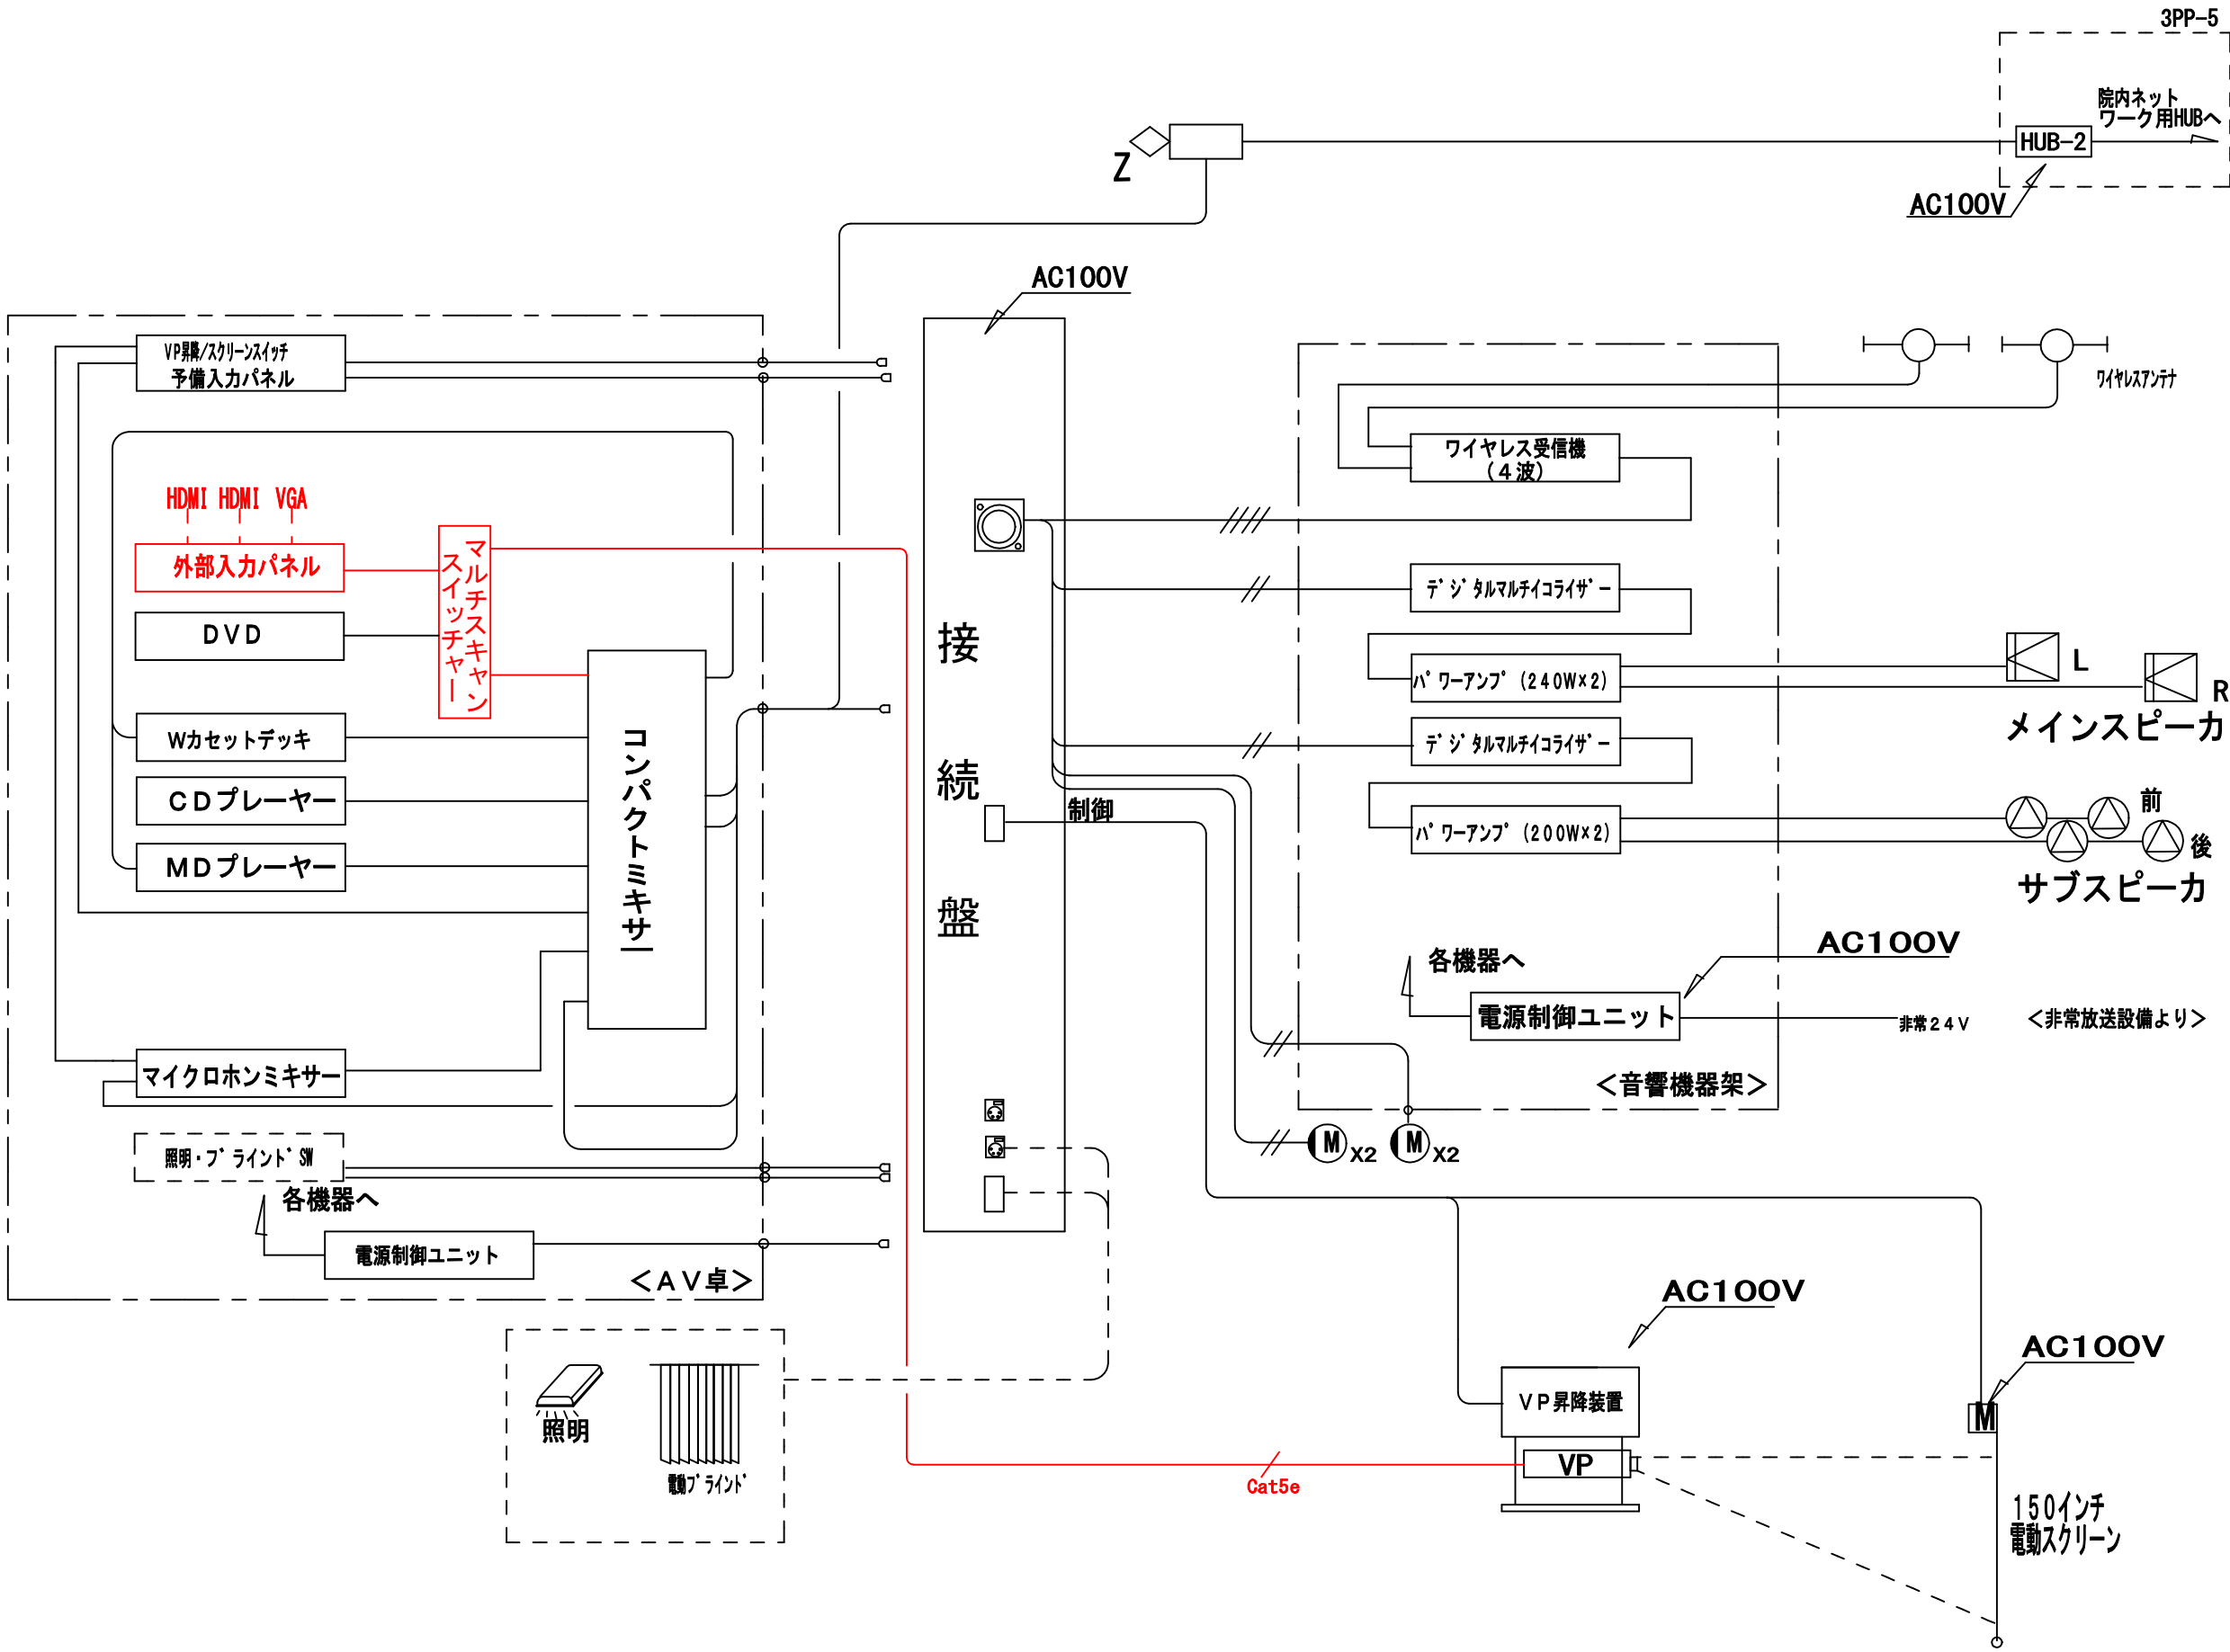 3PP-5
院内ネット
ワーク用HUBへ
HUB-2
Z
AC100V
AC100V
VP昇降/スクリーンスイッチ
予備入力パネル
HDMI HDMI VGA
外部入力パネル
マルチスキャン
スイッチャー
DVD
Wカセットデッキ
CDプレーヤー
MDプレーヤー
コンパクトミキサー
マイクロホンミキサー
照明・ブラインドSW
各機器へ
電源制御ユニット
<AV卓>
照明
電動ブラインド
接続盤
制御
ワイヤレスアンテナ
ワイヤレス受信機
(4波)
デジタルマルチイコライザー
パワーアンプ(240W×2)
L
R
メインスピーカ
デジタルマルチイコライザー
パワーアンプ(200W×2)
前
後
サブスピーカ
各機器へ
AC100V
電源制御ユニット
非常24V
<非常放送設備より>
<音響機器架>
M X2
M X2
AC100V
VP昇降装置
VP
Cat5e
AC100V
M
150インチ
電動スクリーン